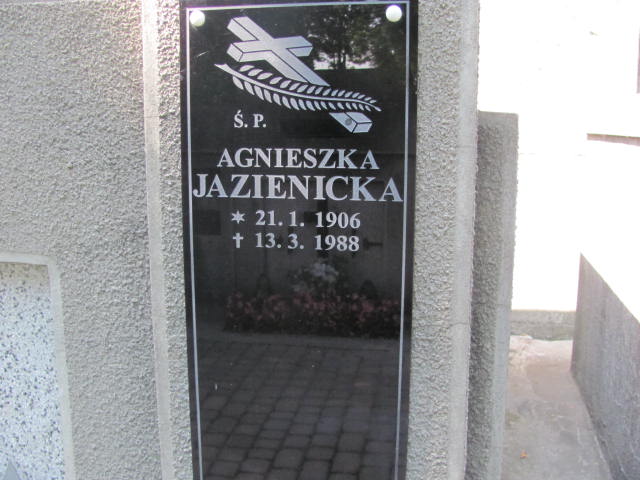 Ś. P.
AGNIESZKA
JAZIENICKA
* 21. 1. 1906
✝ 13. 3. 1988